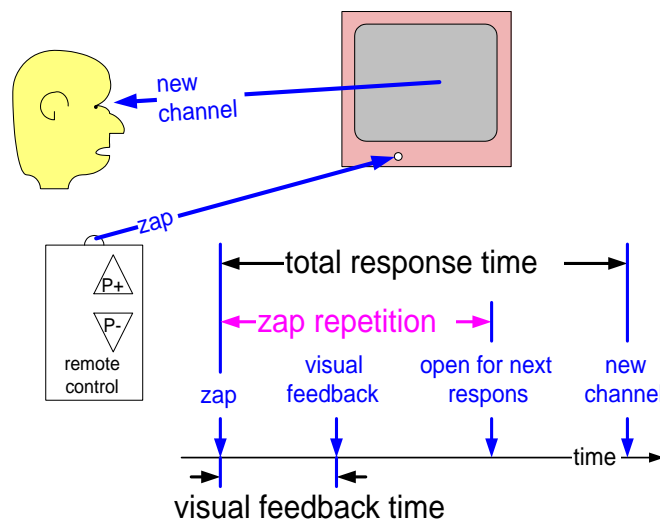 new
channel
zap
P+
P-
remote
control
total response time
zap repetition
zap
visual
feedback
open for next
respons
new
channel
time
visual feedback time